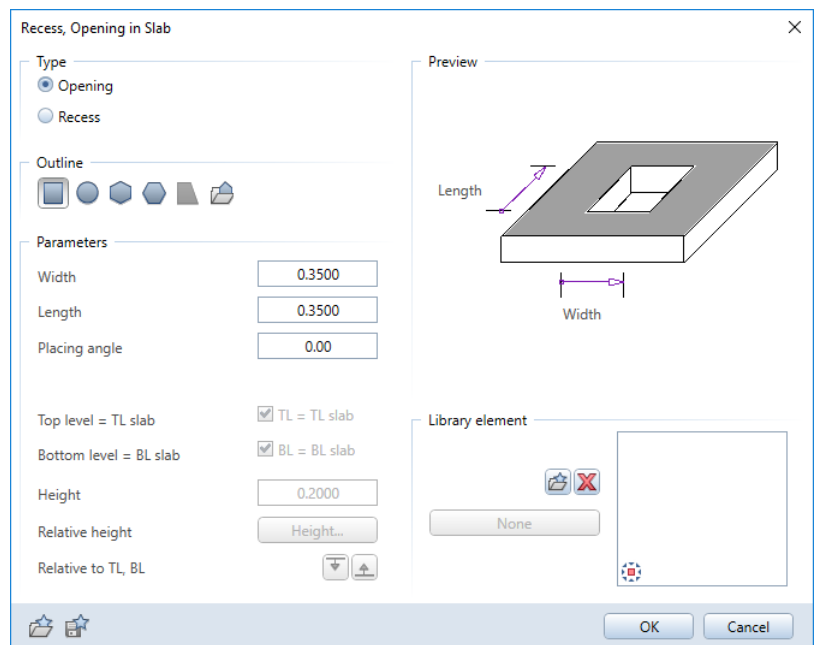 Recess, Opening in Slab
Type
Opening
Recess
Outline
Parameters
Width 0.3500
Length 0.3500
Placing angle 0.00
Top level = TL slab TL = TL slab
Bottom level = BL slab BL = BL slab
Height 0.2000
Relative height Height...
Relative to TL, BL
Preview
Length
Width
Library element
None
OK Cancel